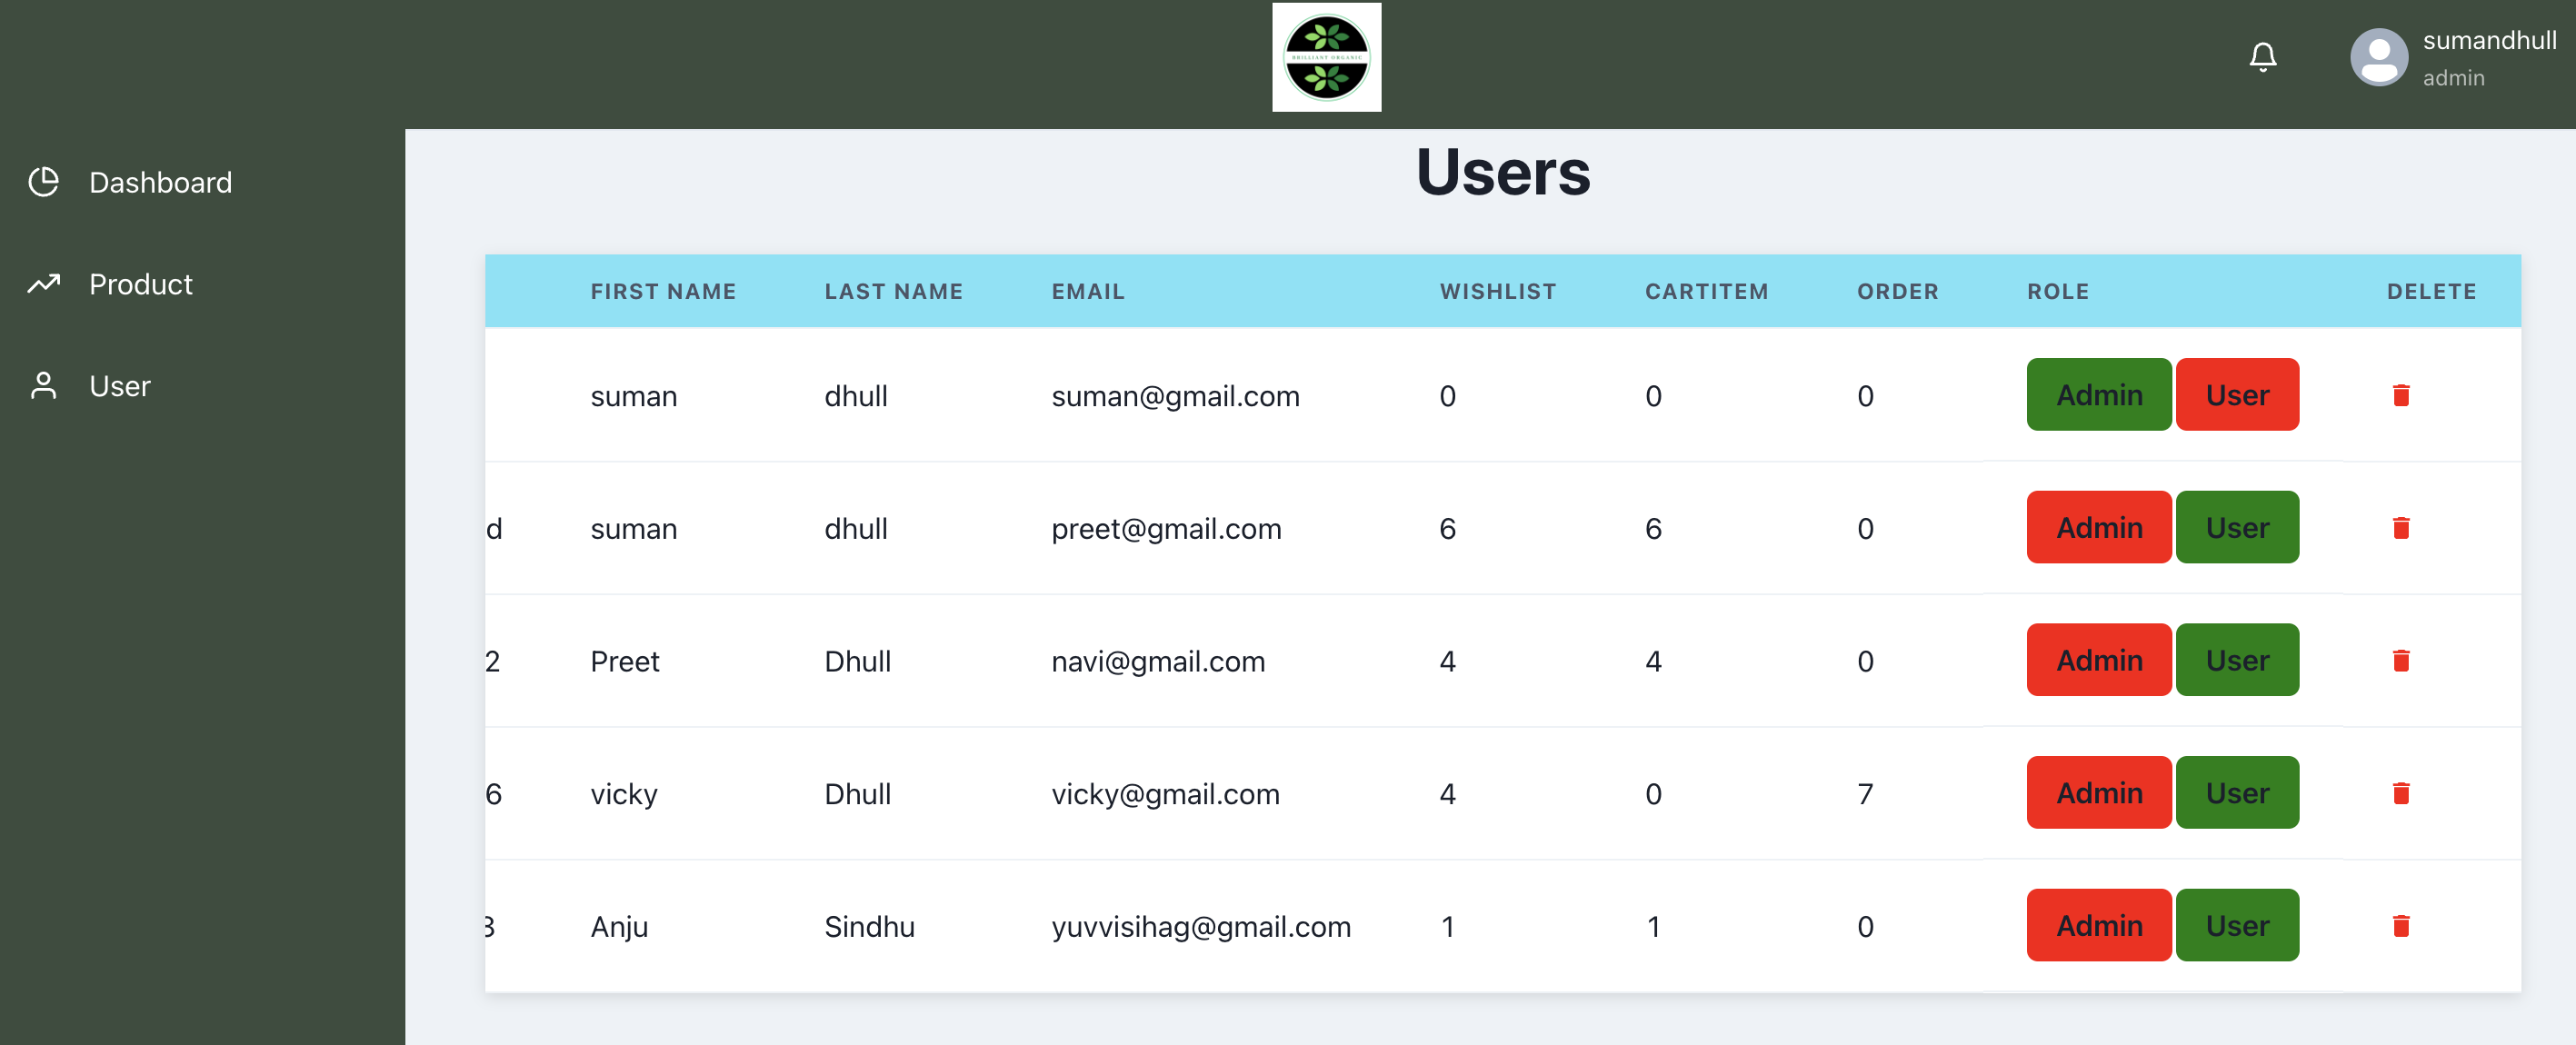 BRILLIANT ORGANIC
sumandhull
admin
Dashboard
Product
User
Users
FIRST NAME LAST NAME EMAIL WISHLIST CARTITEM ORDER ROLE DELETE
suman dhull suman@gmail.com 0 0 0 Admin User
d suman dhull preet@gmail.com 6 6 0 Admin User
2 Preet Dhull navi@gmail.com 4 4 0 Admin User
6 vicky Dhull vicky@gmail.com 4 0 7 Admin User
Anju Sindhu yuvvisihag@gmail.com 1 1 0 Admin User